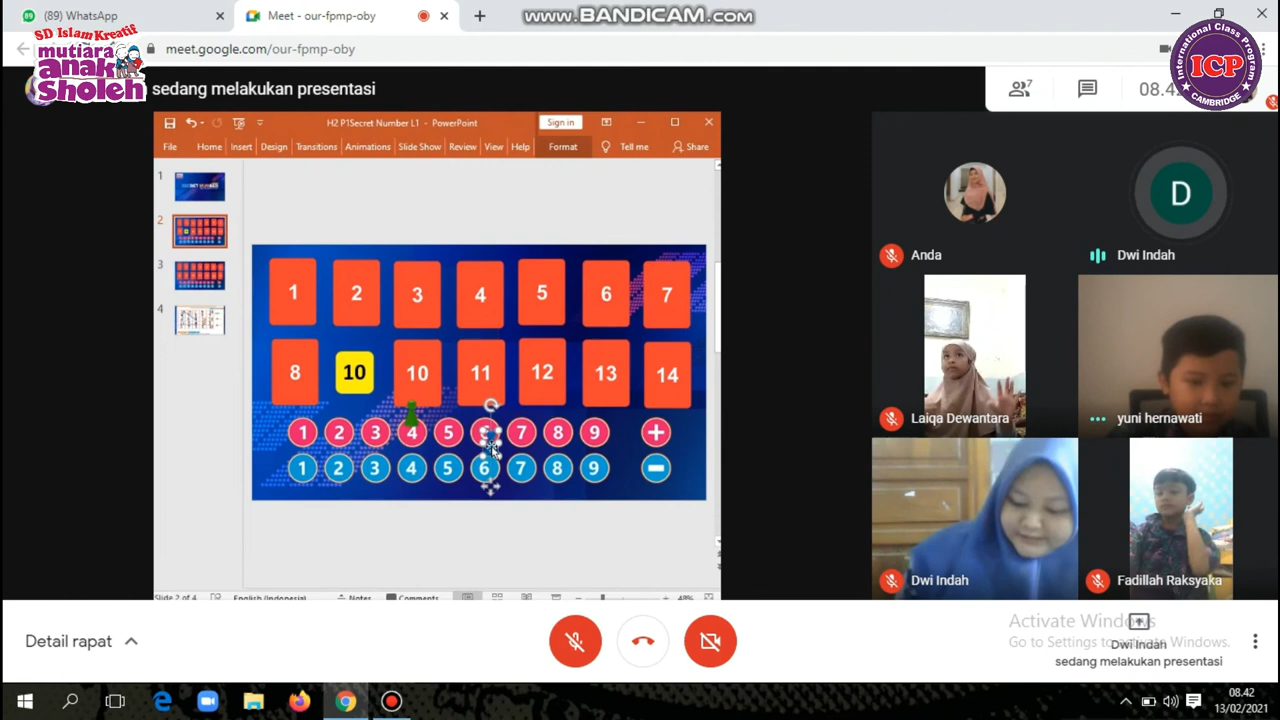 (89) WhatsApp
Meet - our-fpmp-oby
WWW.BANDICAM.COM
meet.google.com/our-fpmp-oby
SD Islam Kreatif
mutiara
anak
Sholeh
International Class Program
ICP
CAMBRIDGE
sedang melakukan presentasi
7
08.42
H2 P1Secret Number L1 - PowerPoint
Sign in
File Home Insert Design Transitions Animations Slide Show Review View Help Format Tell me Share
1
2
3
4
1 2 3 4 5 6 7
8 10 10 11 12 13 14
1 2 3 4 5 6 7 8 9 +
1 2 3 4 5 6 7 8 9 −
Slide 2 of 4 English (Indonesia) Notes Comments 48%
D
Anda
Dwi Indah
Laiqa Dewantara
yuni hernawati
Dwi Indah
Fadillah Raksyaka
Detail rapat
Activate Windows
Go to Settings to activate Windows.
Dwi Indah
sedang melakukan presentasi
08.42
13/02/2021